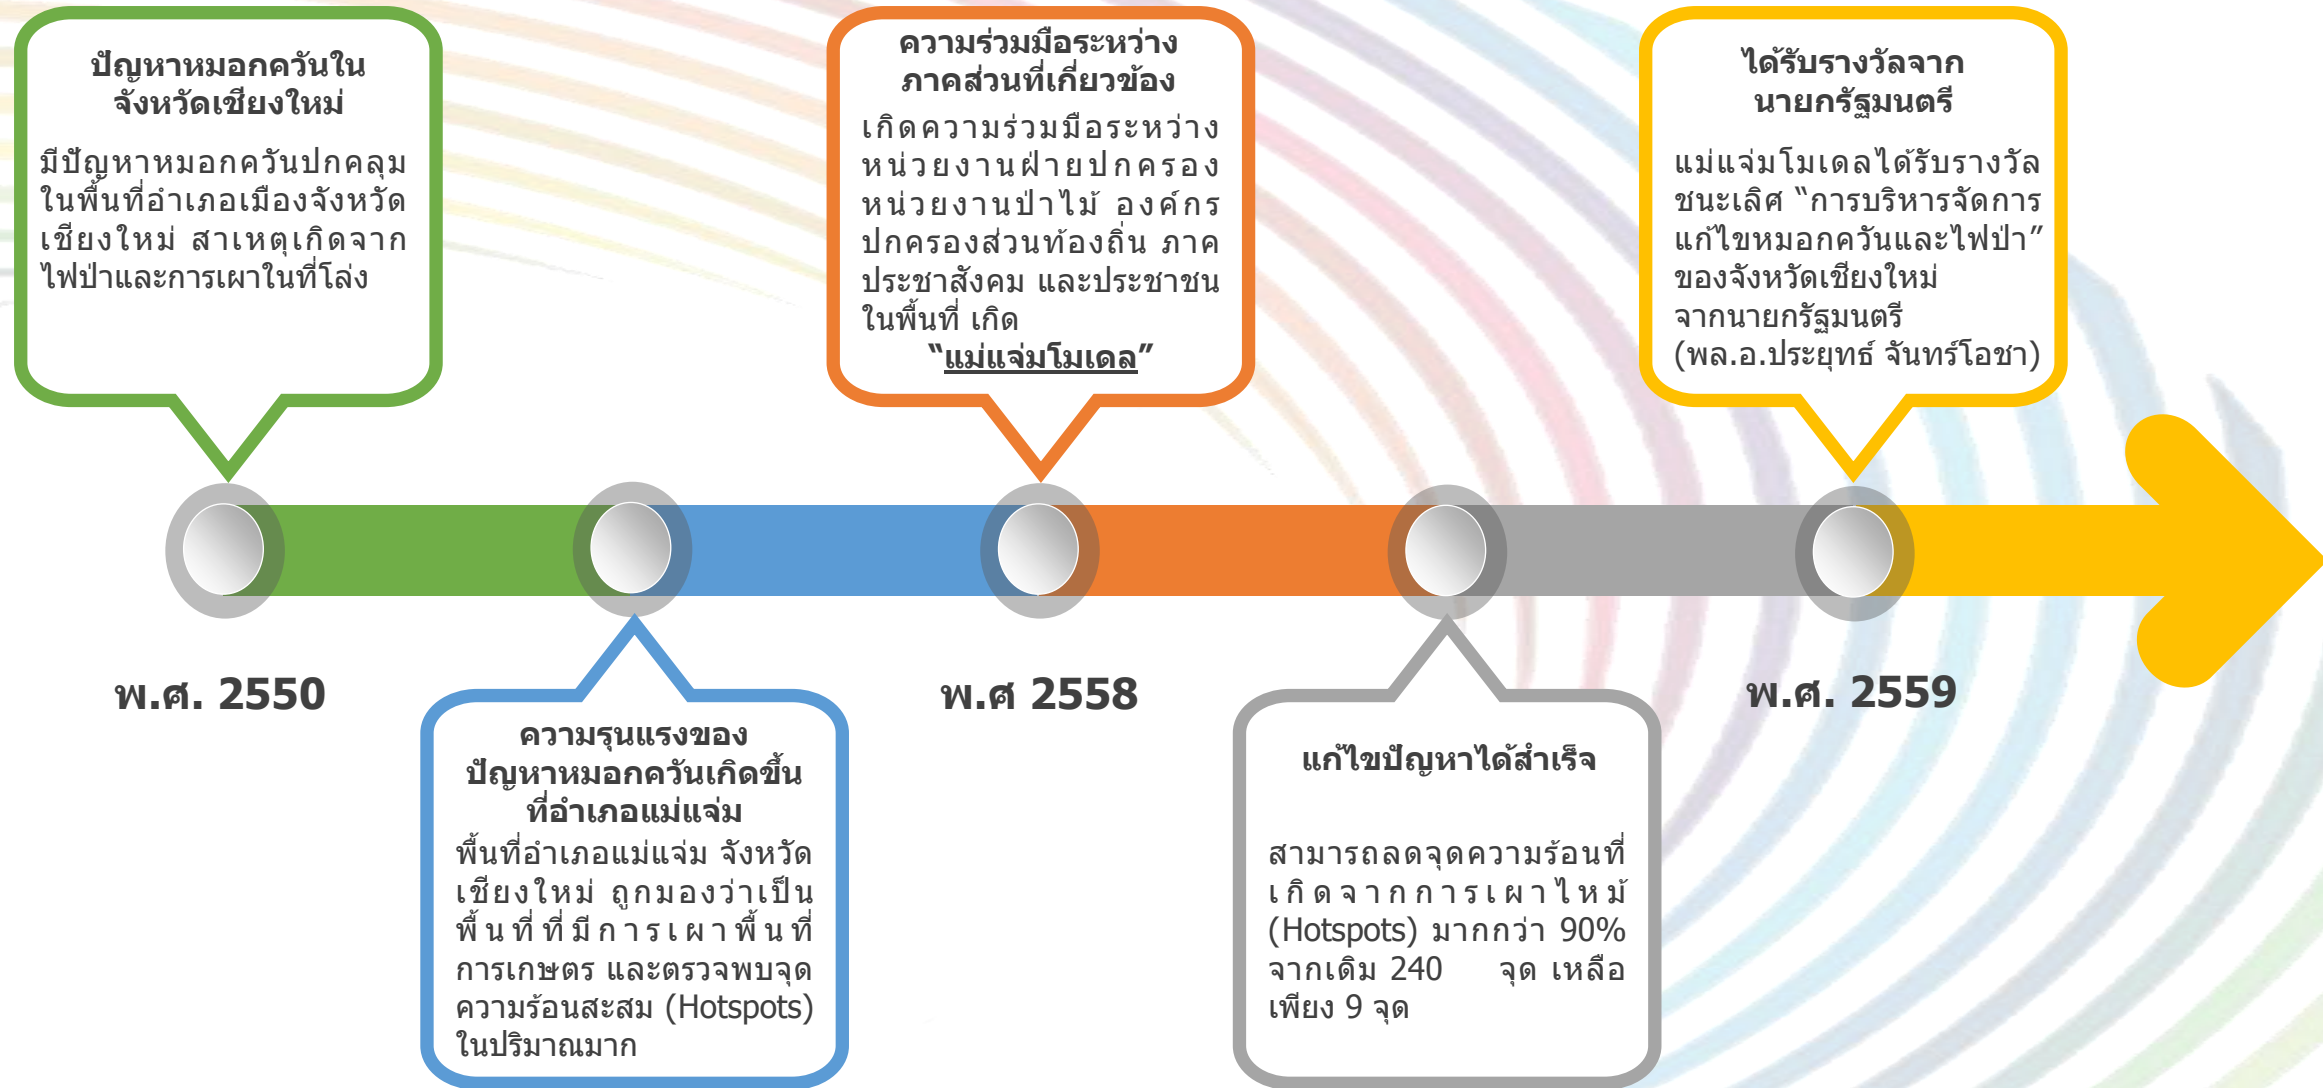 ปัญหาหมอกควันใน
จังหวัดเชียงใหม่
มีปัญหาหมอกควันปกคลุม
ในพื้นที่อำเภอเมืองจังหวัด
เชียงใหม่ สาเหตุเกิดจาก
ไฟป่าและการเผาในที่โล่ง
ความร่วมมือระหว่าง
ภาคส่วนที่เกี่ยวข้อง
เกิดความร่วมมือระหว่าง
หน่วยงานฝ่ายปกครอง
หน่วยงานป่าไม้ องค์กร
ปกครองส่วนท้องถิ่น ภาค
ประชาสังคม และประชาชน
ในพื้นที่ เกิด
“แม่แจ่มโมเดล”
ได้รับรางวัลจาก
นายกรัฐมนตรี
แม่แจ่มโมเดลได้รับรางวัล
ชนะเลิศ “การบริหารจัดการ
แก้ไขหมอกควันและไฟป่า”
ของจังหวัดเชียงใหม่
จากนายกรัฐมนตรี
(พล.อ.ประยุทธ์ จันทร์โอชา)
พ.ศ. 2550
พ.ศ 2558
พ.ศ. 2559
ความรุนแรงของ
ปัญหาหมอกควันเกิดขึ้น
ที่อำเภอแม่แจ่ม
พื้นที่อำเภอแม่แจ่ม จังหวัด
เชียงใหม่ ถูกมองว่าเป็น
พื้นที่ที่มีการเผาพื้นที่
การเกษตร และตรวจพบจุด
ความร้อนสะสม (Hotspots)
ในปริมาณมาก
แก้ไขปัญหาได้สำเร็จ
สามารถลดจุดความร้อนที่
เกิดจากการเผาไหม้
(Hotspots) มากกว่า 90%
จากเดิม 240 จุด เหลือ
เพียง 9 จุด